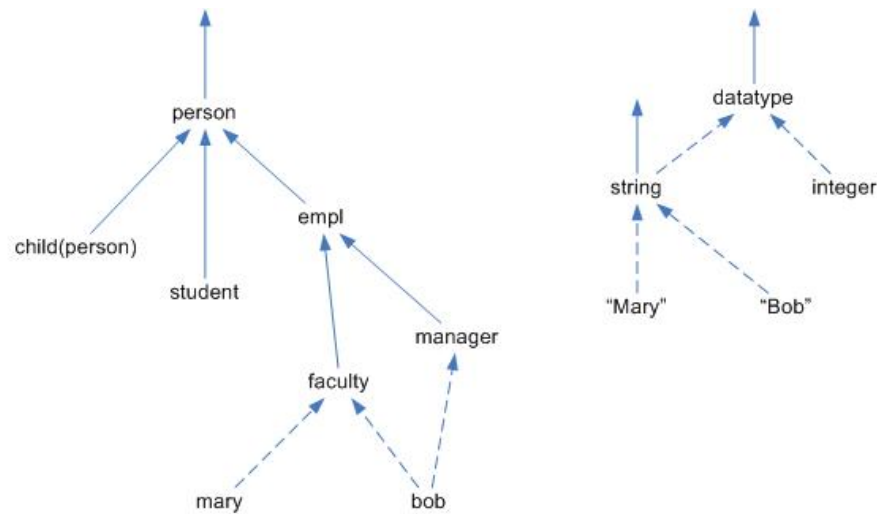 person
datatype
string
integer
empl
child(person)
student
“Mary”
“Bob”
manager
faculty
mary
bob